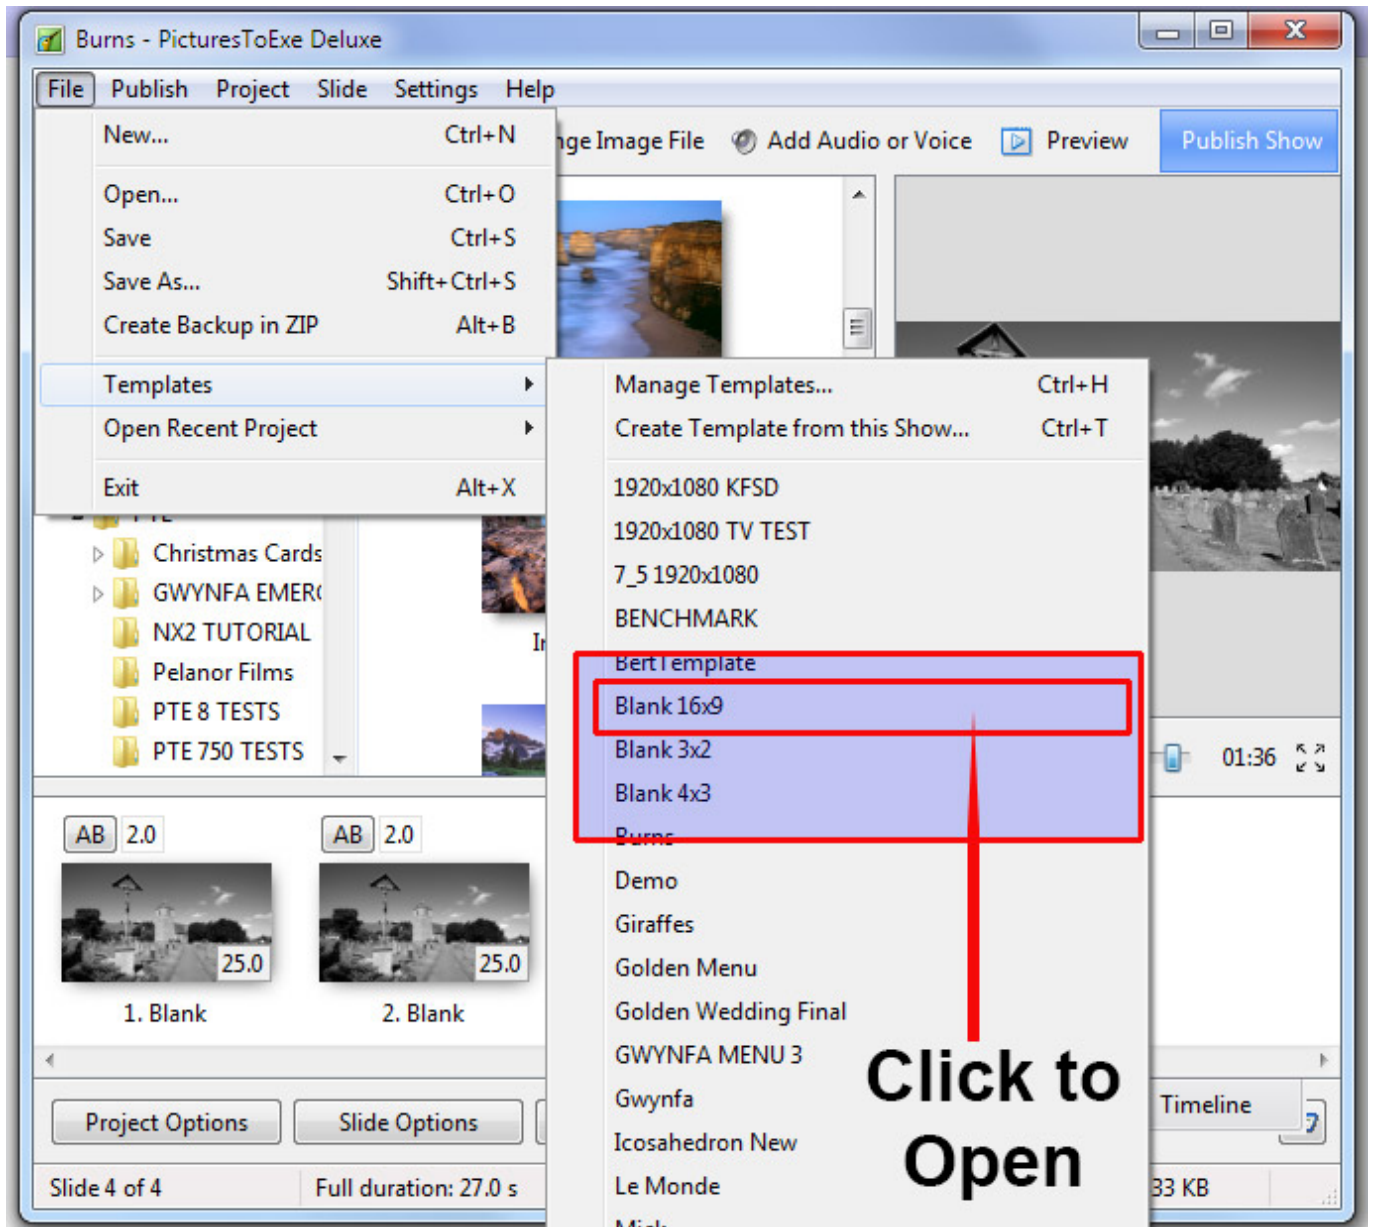 Burns - PicturesToExe Deluxe
File Publish Project Slide Settings Help
New... Ctrl+N
Open... Ctrl+O
Save Ctrl+S
Save As... Shift+Ctrl+S
Create Backup in ZIP Alt+B
Templates
Open Recent Project
Exit Alt+X
Image File Add Audio or Voice Preview Publish Show
Manage Templates... Ctrl+H
Create Template from this Show... Ctrl+T
1920x1080 KFSD
1920x1080 TV TEST
7_5 1920x1080
BENCHMARK
BertTemplate
Blank 16x9
Blank 3x2
Blank 4x3
Burns
Demo
Giraffes
Golden Menu
Golden Wedding Final
GWYNFA MENU 3
Gwynfa
Icosahedron New
Le Monde
Click to
Open
PTE
Christmas Cards
GWYNFA EMER
NX2 TUTORIAL
Pelanor Films
PTE 8 TESTS
PTE 750 TESTS
01:36
AB 2.0 AB 2.0
25.0 25.0
1. Blank 2. Blank
Project Options Slide Options Timeline
Slide 4 of 4 Full duration: 27.0 s 33 KB